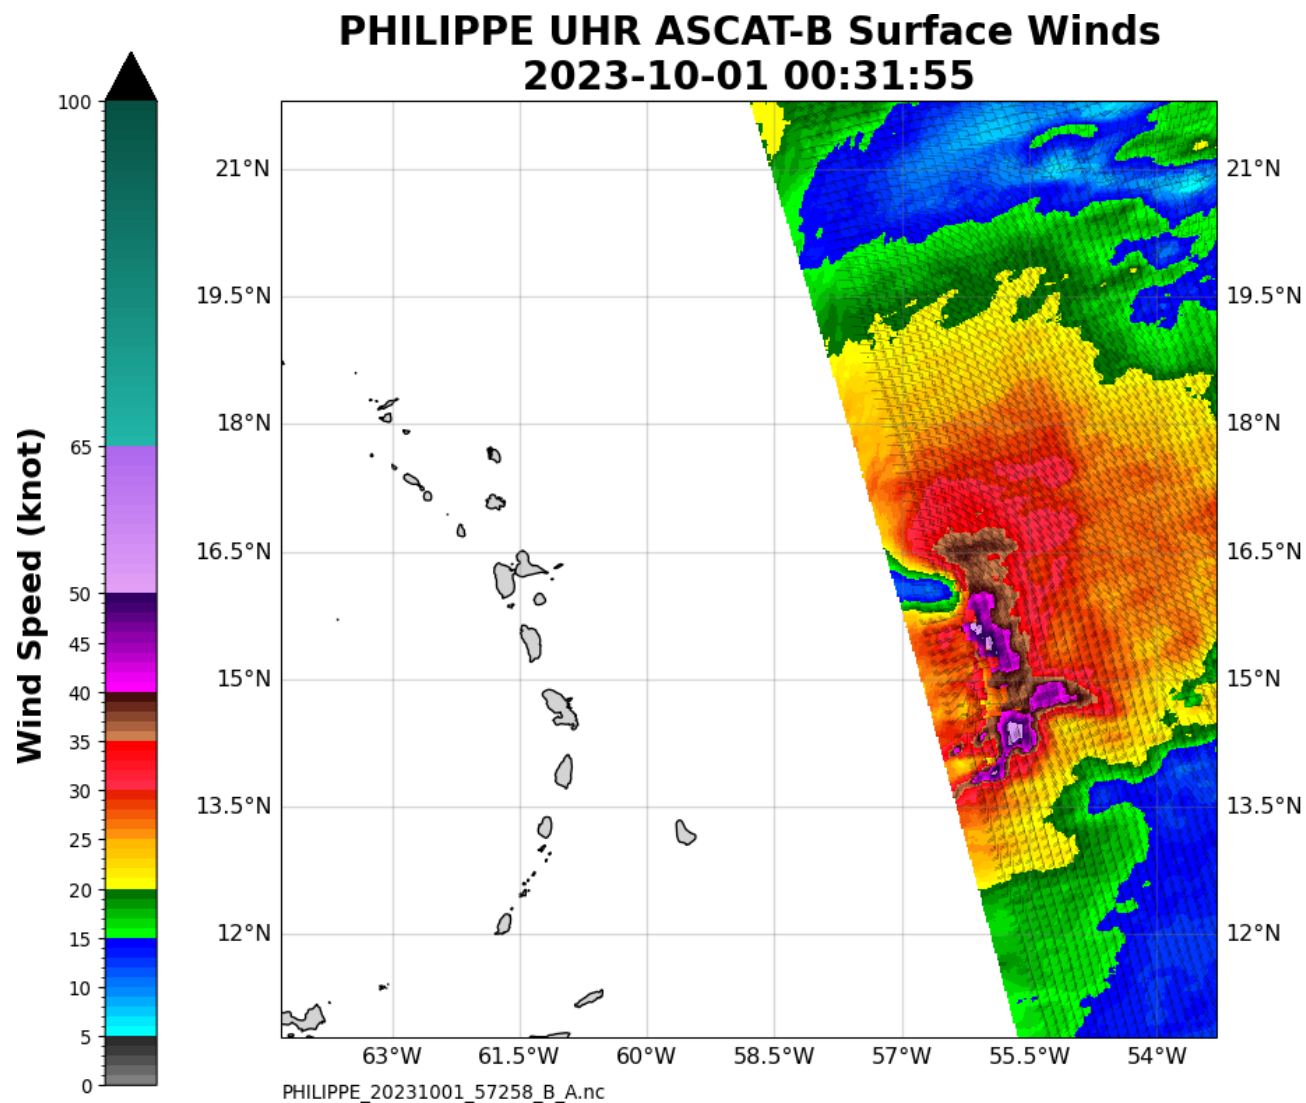 PHILIPPE UHR ASCAT-B Surface Winds
2023-10-01 00:31:55
Wind Speed (knot)
100
65
50
45
40
35
30
25
20
15
10
5
0
21°N
19.5°N
18°N
16.5°N
15°N
13.5°N
12°N
21°N
19.5°N
18°N
16.5°N
15°N
13.5°N
12°N
63°W 61.5°W 60°W 58.5°W 57°W 55.5°W 54°W
PHILIPPE_20231001_57258_B_A.nc